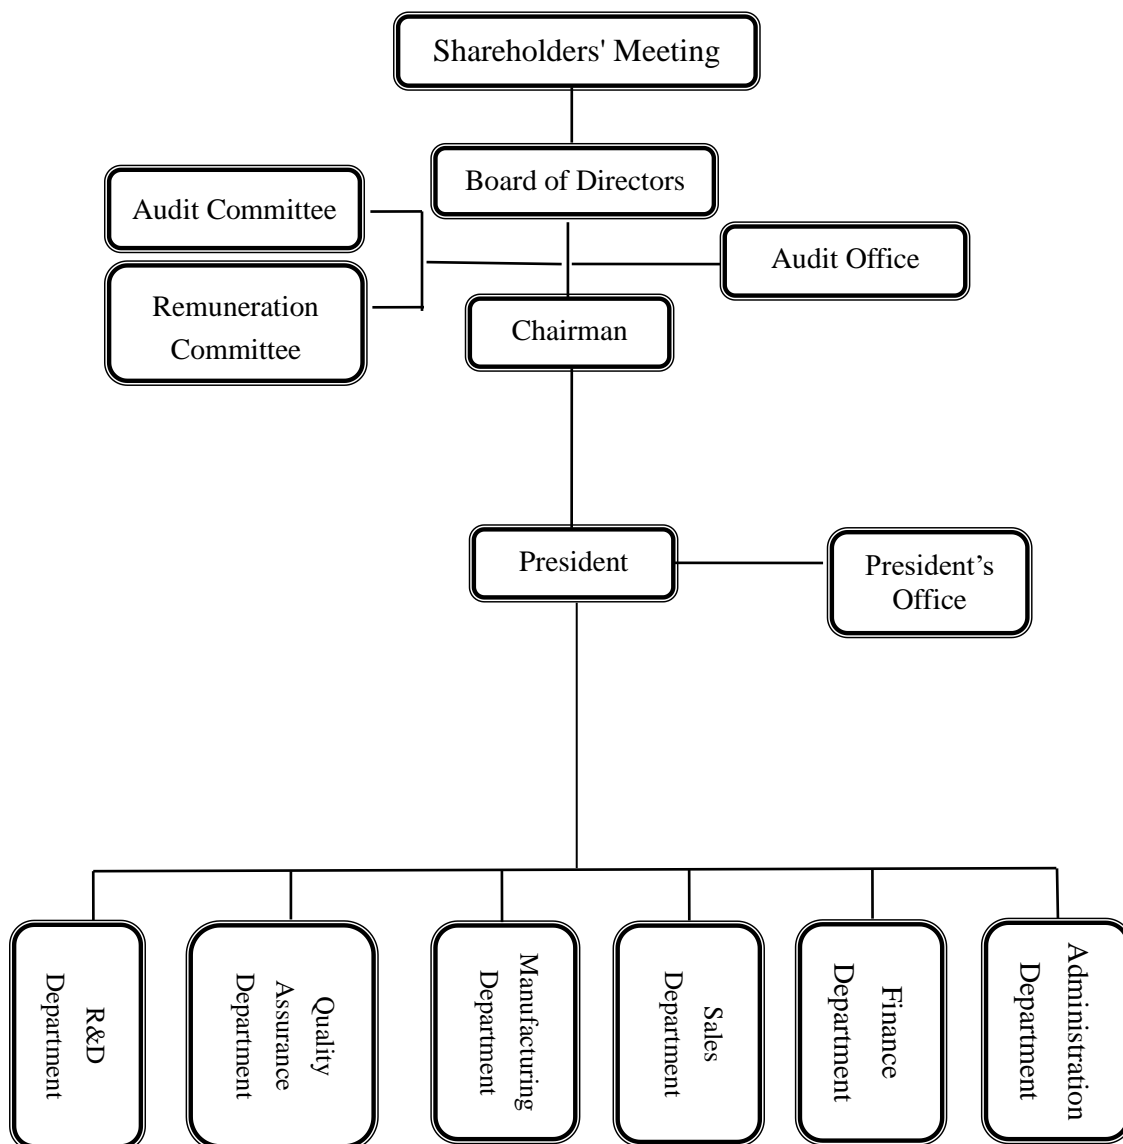 Shareholders' Meeting
Board of Directors
Audit Committee
Audit Office
Remuneration
Committee
Chairman
President
President’s
Office
R&D
Department
Quality
Assurance
Department
Manufacturing
Department
Sales
Department
Finance
Department
Administration
Department